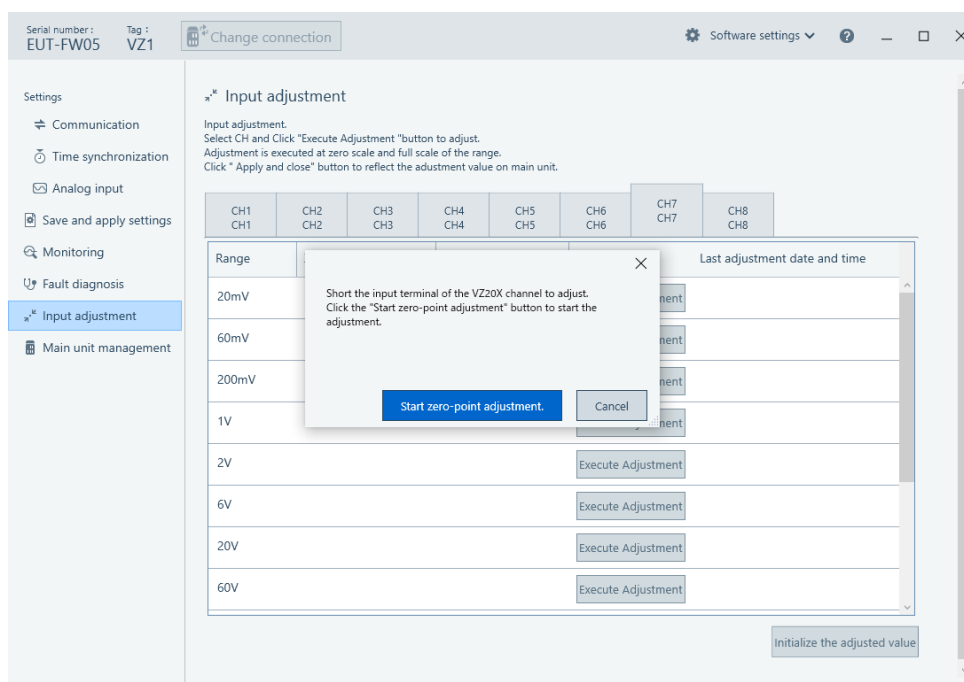 Serial number :
EUT-FW05
Tag :
VZ1
Change connection
Software settings
Settings
Communication
Time synchronization
Analog input
Save and apply settings
Monitoring
Fault diagnosis
Input adjustment
Main unit management
Input adjustment
Input adjustment.
Select CH and Click "Execute Adjustment "button to adjust.
Adjustment is executed at zero scale and full scale of the range.
Click " Apply and close" button to reflect the adustment value on main unit.
CH1
CH1
CH2
CH2
CH3
CH3
CH4
CH4
CH5
CH5
CH6
CH6
CH7
CH7
CH8
CH8
Range
Last adjustment date and time
Short the input terminal of the VZ20X channel to adjust.
Click the "Start zero-point adjustment" button to start the
adjustment.
Start zero-point adjustment.
Cancel
20mV
60mV
200mV
1V
2V
Execute Adjustment
6V
Execute Adjustment
20V
Execute Adjustment
60V
Execute Adjustment
Initialize the adjusted value